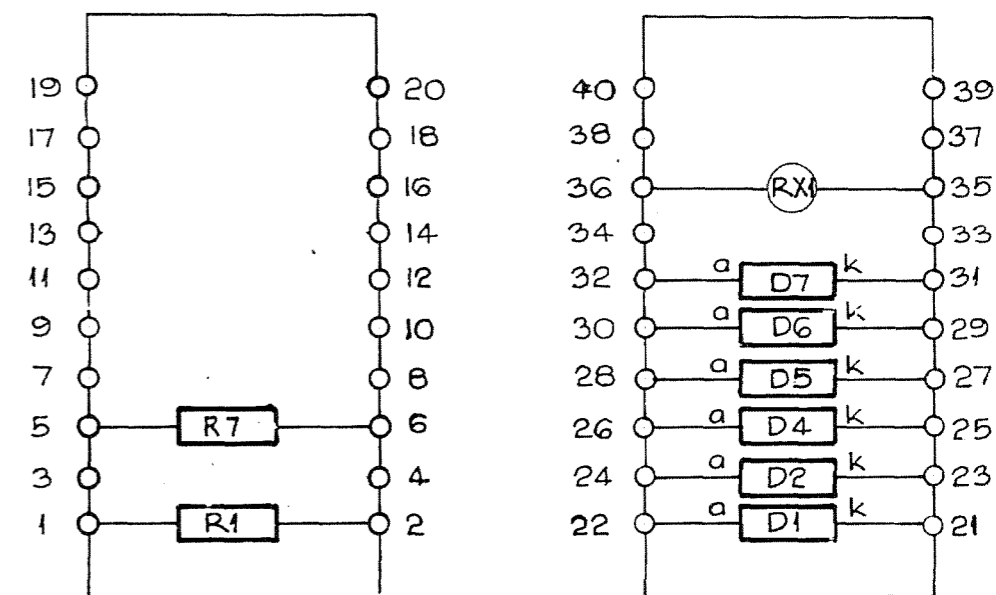 19 20 40 39
17 18 38 37
15 16 36 RX1 35
13 14 34 33
11 12 32 a D7 k 31
9 10 30 a D6 k 29
7 8 28 a D5 k 27
5 R7 6 26 a D4 k 25
3 4 24 a D2 k 23
1 R1 2 22 a D1 k 21